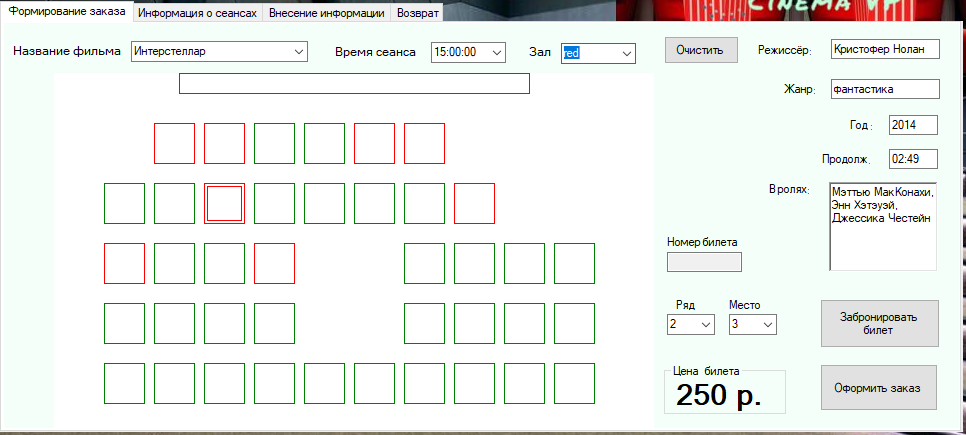 CINEMA
Формирование заказа
Информация о сеансах
Внесение информации
Возврат
Название фильма
Интерстеллар
Время сеанса
15:00:00
Зал
red
Очистить
Режиссёр:
Кристофер Нолан
Жанр:
фантастика
Год :
2014
Продолж.
02:49
В ролях:
Мэттью МакКонахи,
Энн Хэтэуэй,
Джессика Честейн
Номер билета
Ряд
Место
2
3
Забронировать
билет
Цена билета
250 р.
Оформить заказ